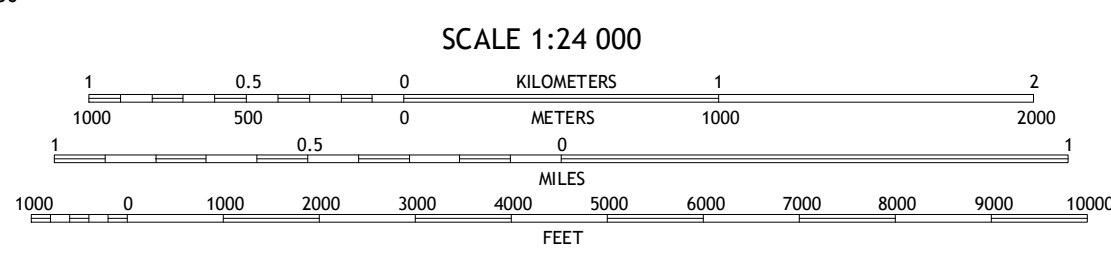 SCALE 1:24 000
1 0.5 0 KILOMETERS 1 2
1000 500 0 METERS 1000 2000
1 0.5 0 1
MILES
1000 0 1000 2000 3000 4000 5000 6000 7000 8000 9000 10000
FEET